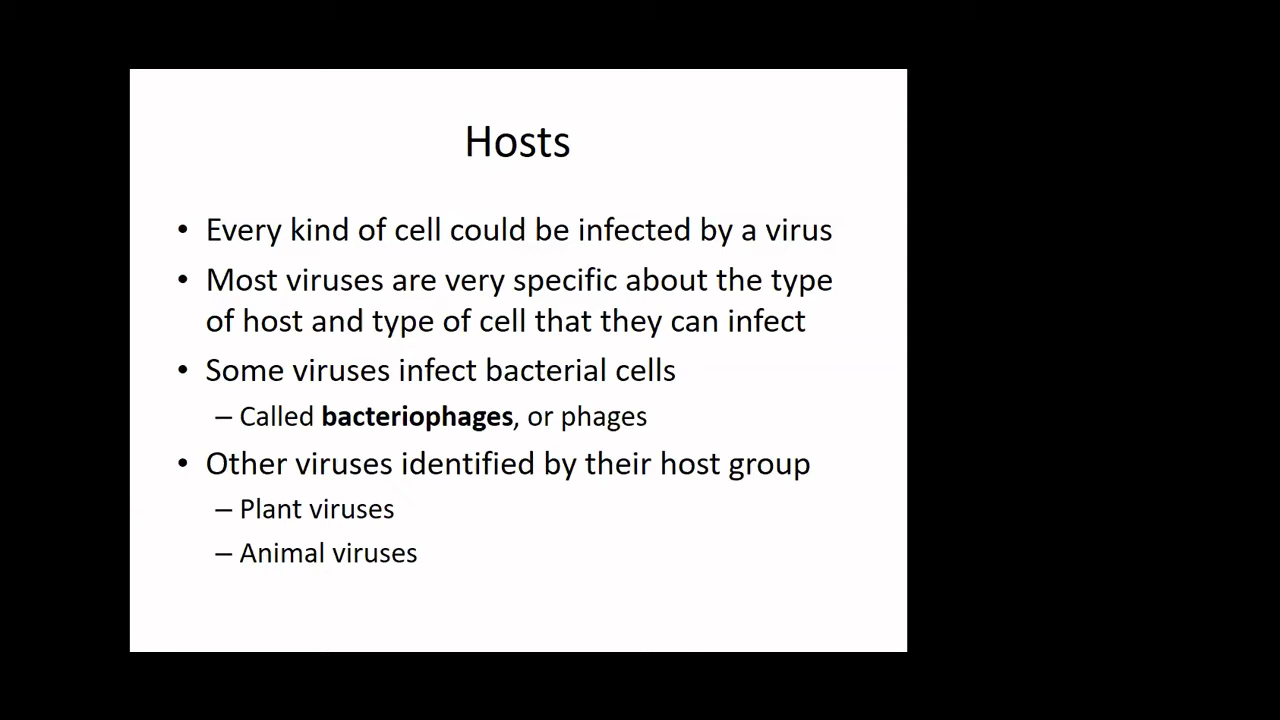 Hosts
• Every kind of cell could be infected by a virus
• Most viruses are very specific about the type
of host and type of cell that they can infect
• Some viruses infect bacterial cells
– Called bacteriophages, or phages
• Other viruses identified by their host group
– Plant viruses
– Animal viruses